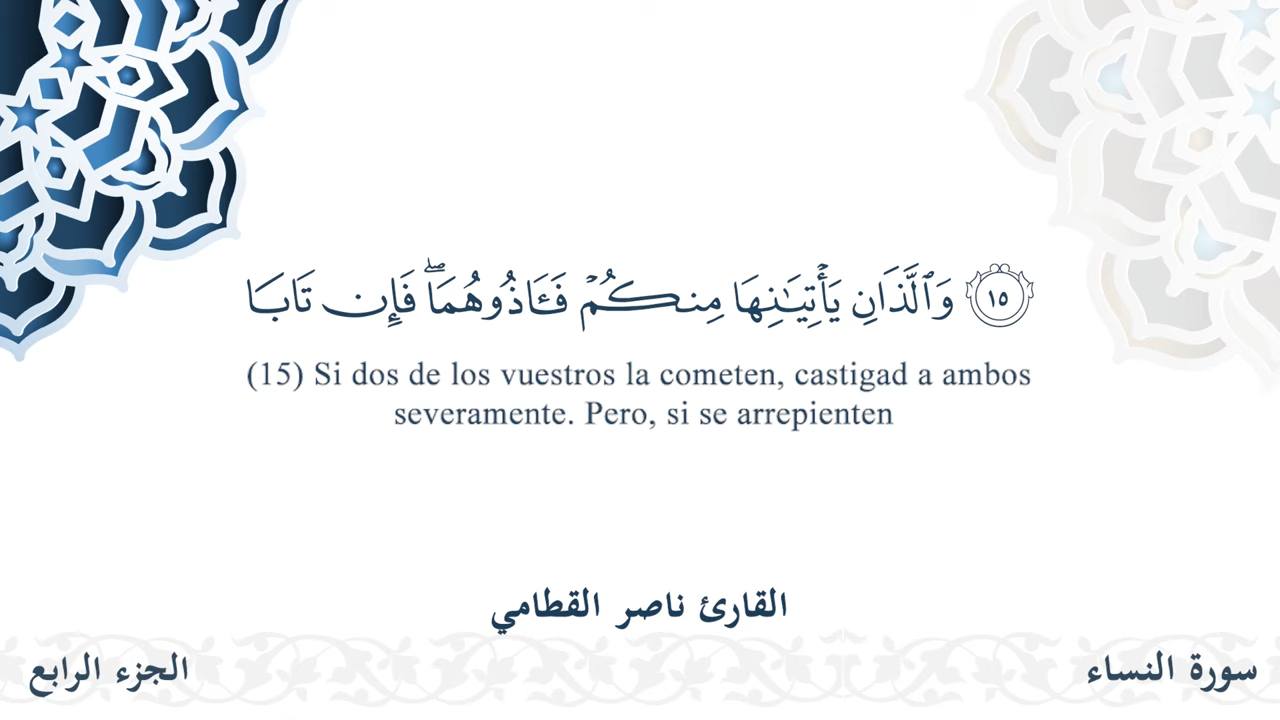 ١٥ وَٱلَّذَانِ يَأْتِيَـٰنِهَا مِنكُمْ فَـَٔاذُوهُمَا ۖ فَإِن تَابَا
(15) Si dos de los vuestros la cometen, castigad a ambos
severamente. Pero, si se arrepienten
القارئ ناصر القطامي
سورة النساء
الجزء الرابع